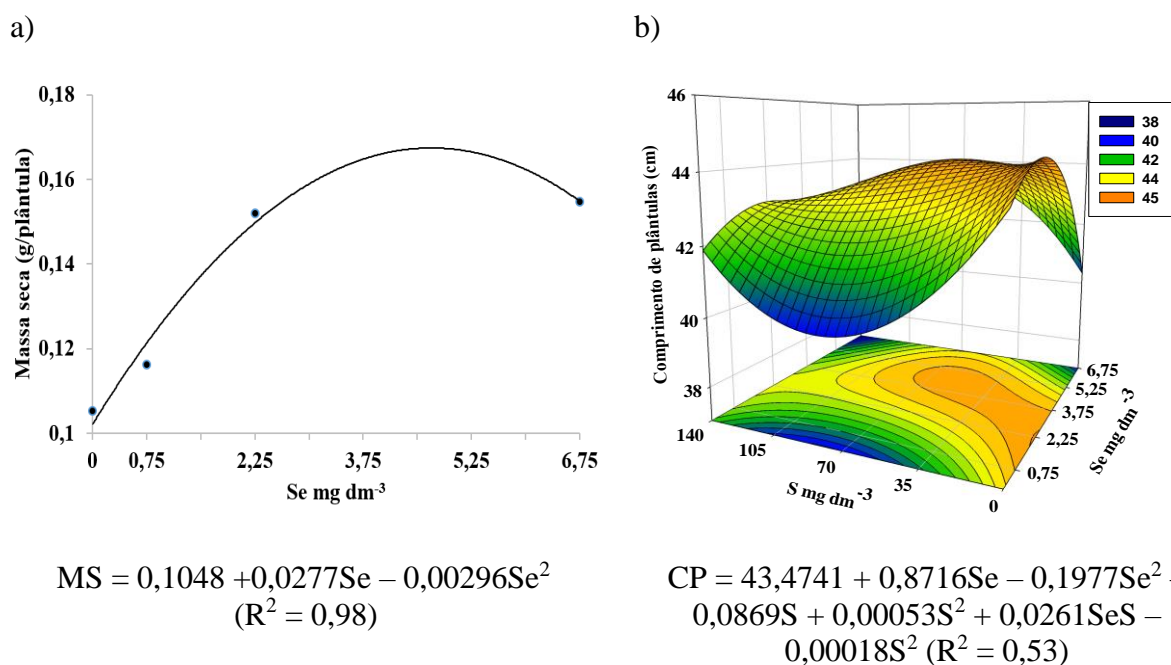 a)
b)
0,18
0,16
0,14
0,12
0,1
Massa seca (g/plântula)
0
0,75
2,25
3,75
5,25
6,75
Se mg dm-3
46
44
42
40
38
Comprimento de plântulas (cm)
38
40
42
44
45
140
105
70
35
0
S mg dm-3
6,75
5,25
3,75
2,25
0,75
Se mg dm-3
MS = 0,1048 +0,0277Se – 0,00296Se²
(R² = 0,98)
CP = 43,4741 + 0,8716Se – 0,1977Se²
0,0869S + 0,00053S² + 0,0261SeS –
0,00018S² (R² = 0,53)